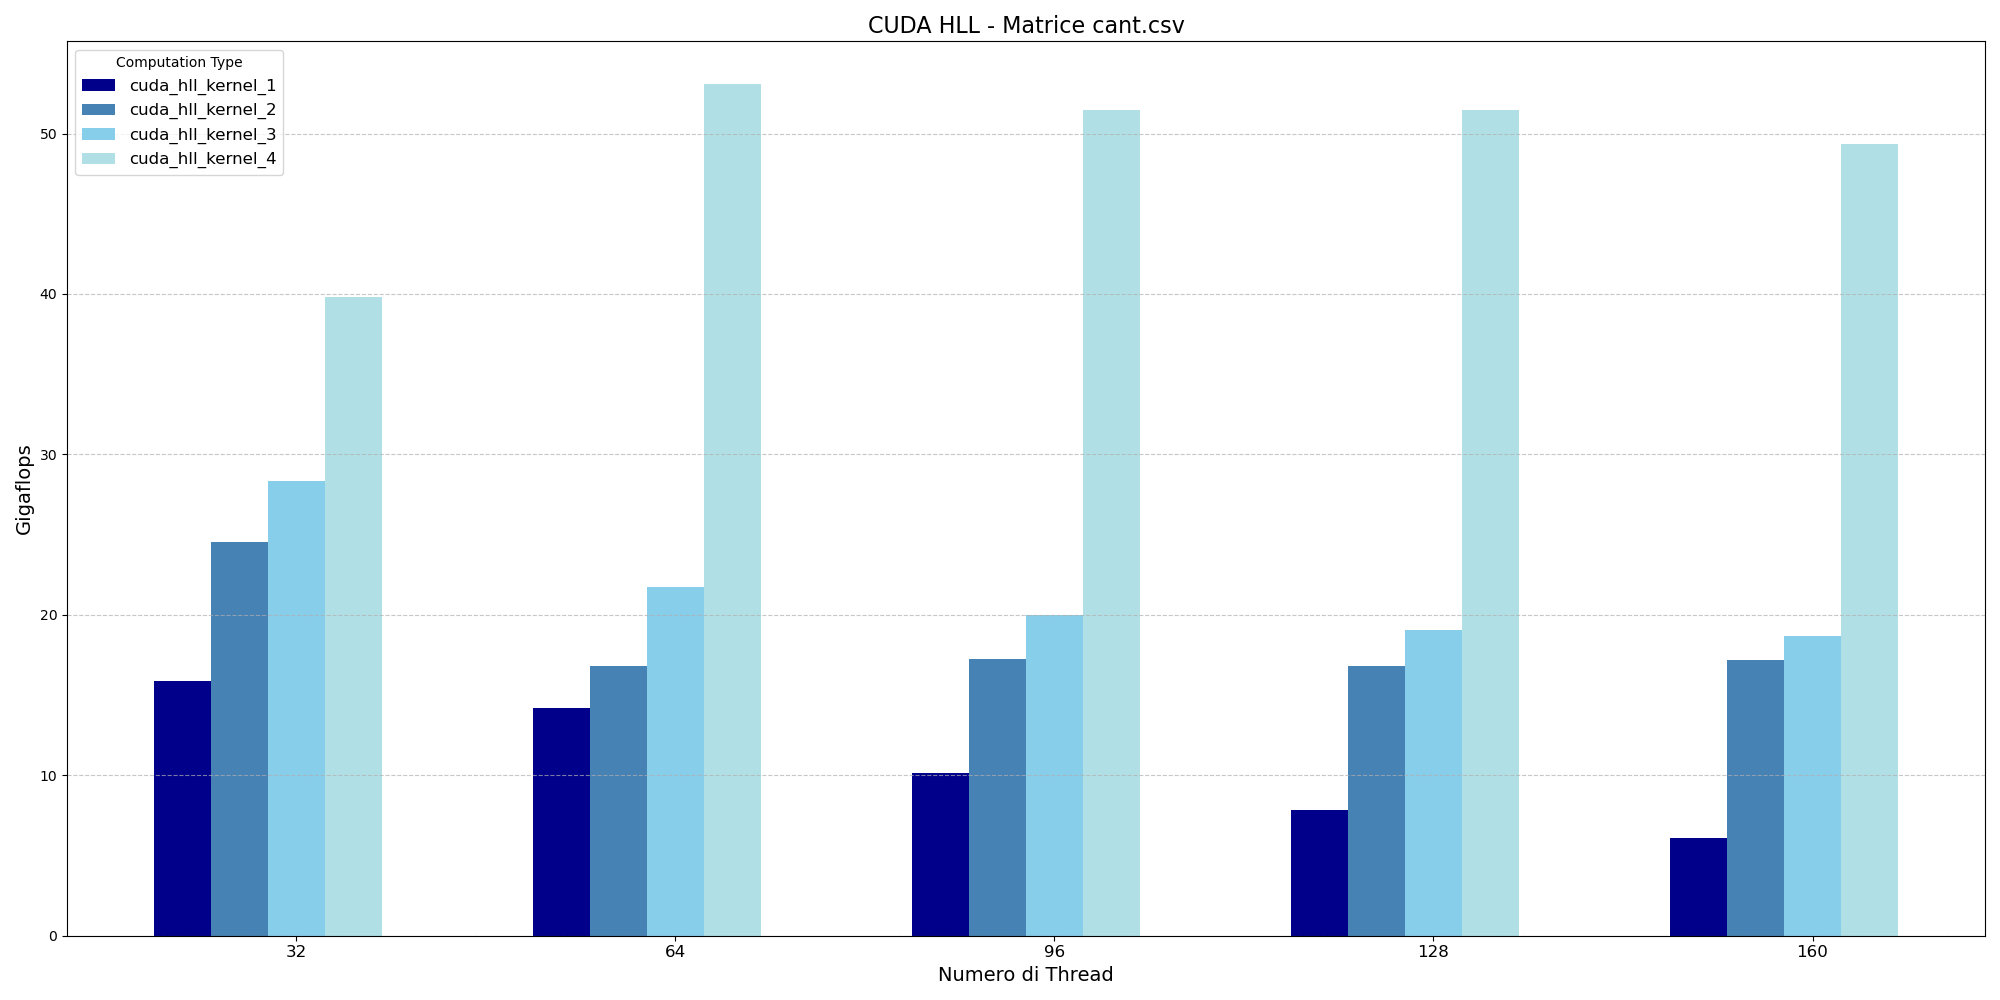 CUDA HLL - Matrice cant.csv
Computation Type
cuda_hll_kernel_1
cuda_hll_kernel_2
cuda_hll_kernel_3
cuda_hll_kernel_4
Gigaflops
50
40
30
20
10
0
32 64 96 128 160
Numero di Thread